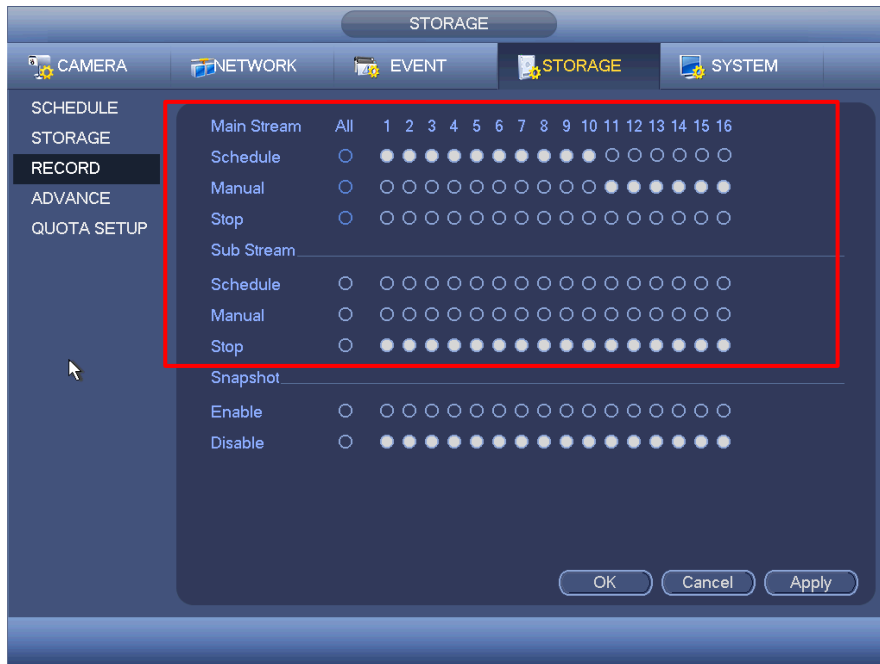 STORAGE
CAMERA NETWORK EVENT STORAGE SYSTEM
SCHEDULE
STORAGE
RECORD
ADVANCE
QUOTA SETUP
Main Stream All 1 2 3 4 5 6 7 8 9 10 11 12 13 14 15 16
Schedule
Manual
Stop
Sub Stream
Schedule
Manual
Stop
Snapshot
Enable
Disable
OK Cancel Apply